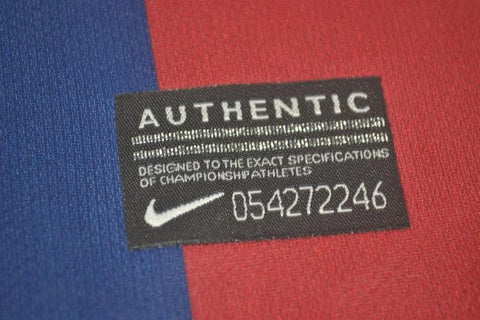 AUTHENTIC
DESIGNED TO THE EXACT SPECIFICATIONS
OF CHAMPIONSHIP ATHLETES
054272246